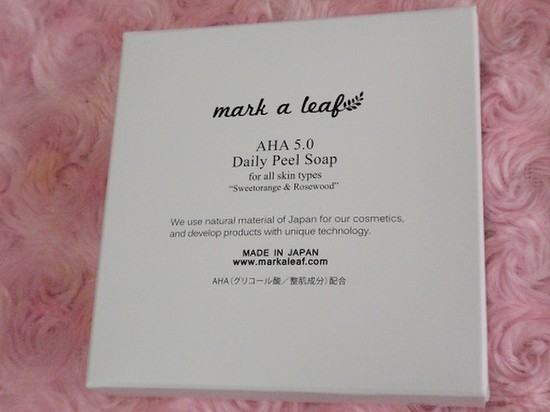 mark a leaf
AHA 5.0
Daily Peel Soap
for all skin types
“Sweetorange & Rosewood”
We use natural material of Japan for our cosmetics,
and develop products with unique technology.
MADE IN JAPAN
www.markaleaf.com
AHA（グリコール酸／整肌成分）配合